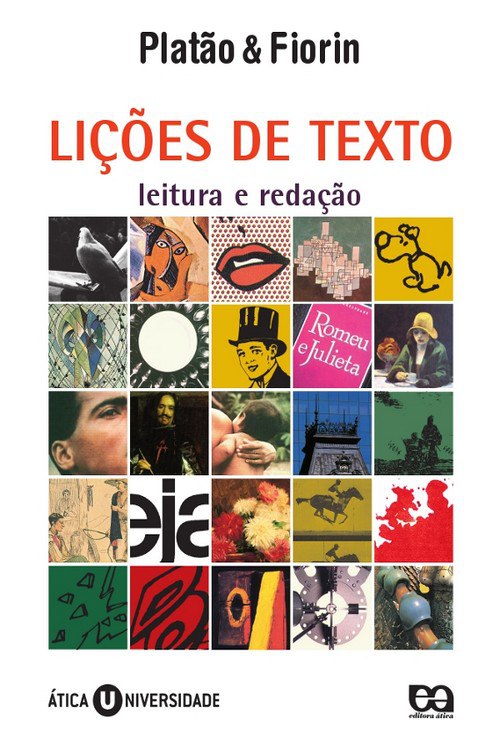 Platão & Fiorin
LIÇÕES DE TEXTO
leitura e redação
Romeu
e Julieta
eja
ÁTICA UNIVERSIDADE
editora ática